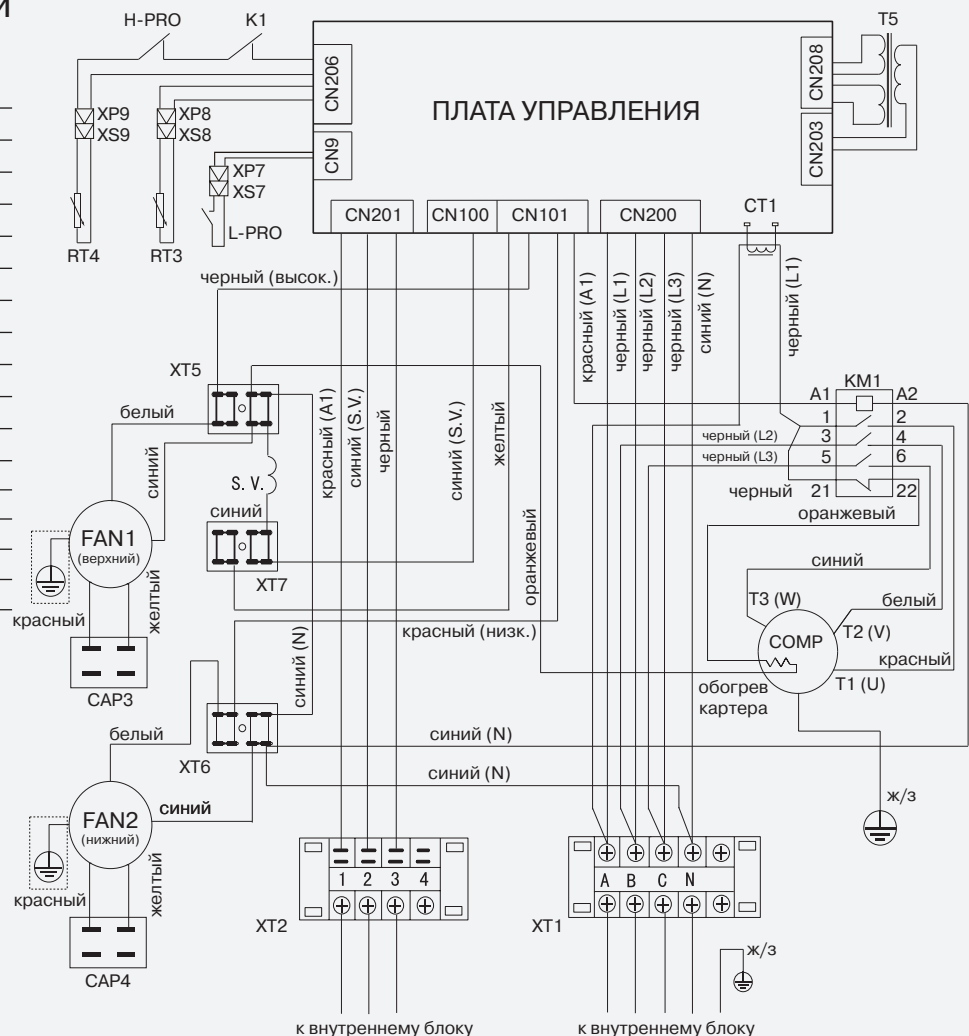 и
H-PRO
K1
T5
CN206
CN208
ПЛАТА УПРАВЛЕНИЯ
XP9
XS9
XP8
XS8
CN9
CN203
XP7
XS7
CT1
CN201
CN100
CN101
CN200
L-PRO
RT4
RT3
черный (высок.)
красный (A1)
черный (L1)
черный (L2)
черный (L3)
синий (N)
черный (L1)
XT5
KM1
A1
A2
белый
1
2
черный (L2)
3
4
черный (L3)
5
6
черный
21
22
оранжевый
красный (A1)
синий (S.V.)
черный
синий (S.V.)
желтый
синий
S. V.
синий
FAN1
(верхний)
XT7
оранжевый
синий
T3 (W)
белый
красный
желтый
красный (низк.)
COMP
T2 (V)
красный
CAP3
синий (N)
обогрев
картера
T1 (U)
белый
синий (N)
XT6
синий (N)
синий
ж/з
FAN2
(нижний)
красный
желтый
1
2
3
4
A
B
C
N
XT2
XT1
ж/з
CAP4
к внутреннему блоку
к внутреннему блоку